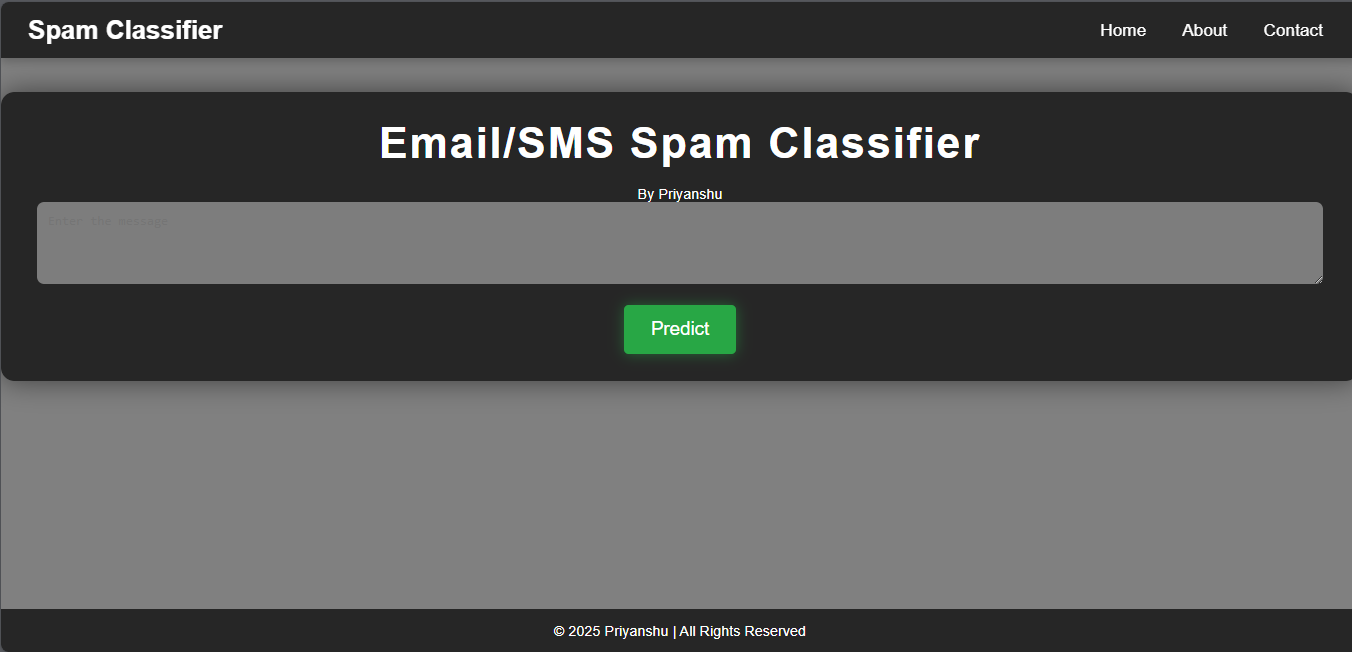 Spam Classifier
Home About Contact
Email/SMS Spam Classifier
By Priyanshu
Enter the message
Predict
© 2025 Priyanshu | All Rights Reserved